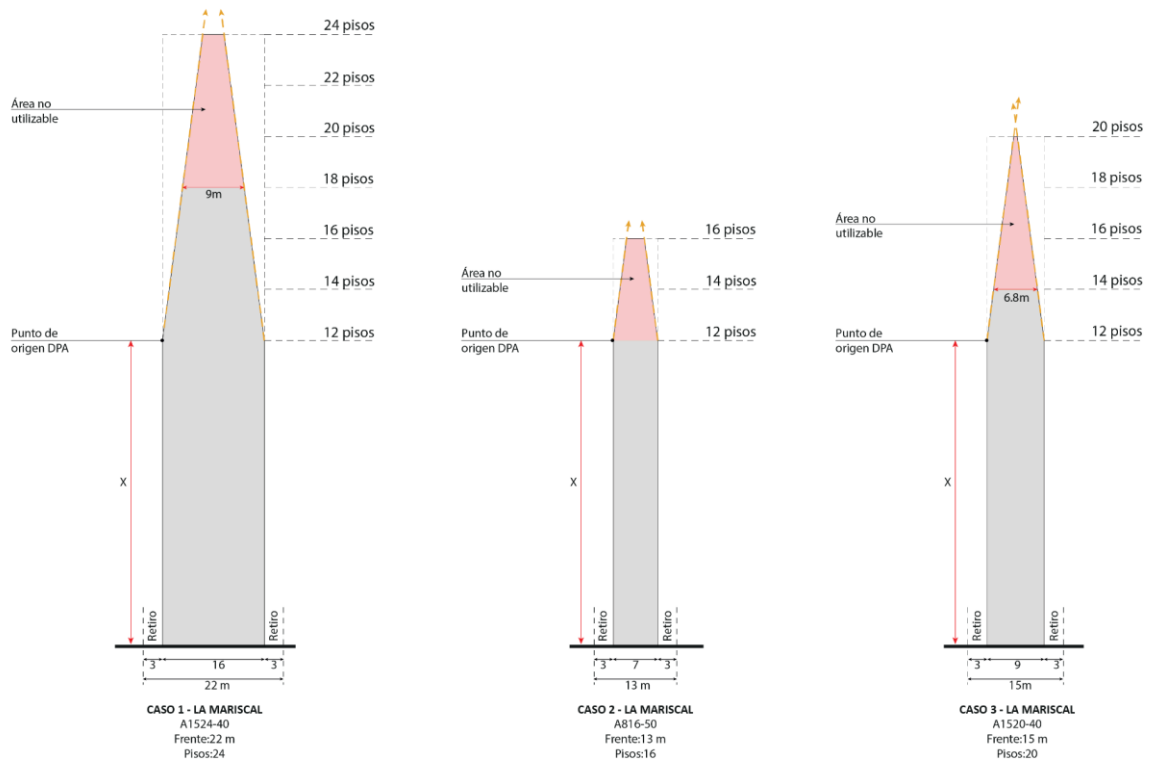 24 pisos
22 pisos
Área no
utilizable
20 pisos
18 pisos
9m
16 pisos
14 pisos
Punto de
origen DPA
12 pisos
X
Retiro
Retiro
3
16
3
22 m
CASO 1 - LA MARISCAL
A1524-40
Frente:22 m
Pisos:24
16 pisos
Área no
utilizable
14 pisos
Punto de
origen DPA
12 pisos
X
Retiro
Retiro
3
7
3
13 m
CASO 2 - LA MARISCAL
A816-50
Frente:13 m
Pisos:16
20 pisos
18 pisos
Área no
utilizable
16 pisos
14 pisos
6.8m
Punto de
origen DPA
12 pisos
X
Retiro
Retiro
3
9
3
15m
CASO 3 - LA MARISCAL
A1520-40
Frente:15 m
Pisos:20